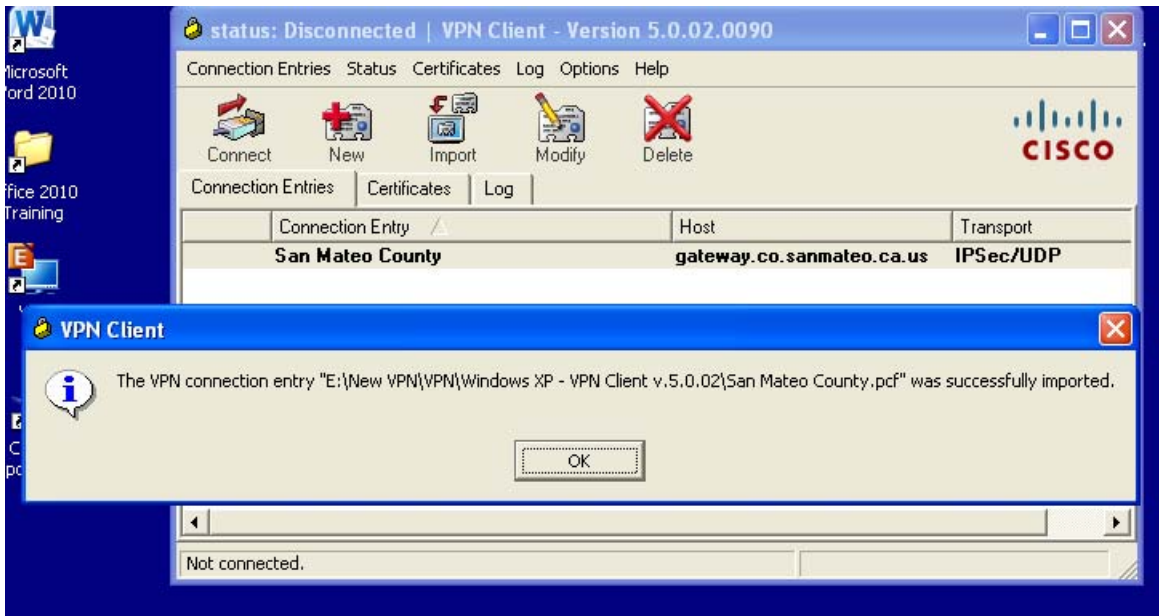 status: Disconnected | VPN Client - Version 5.0.02.0090
Connection Entries Status Certificates Log Options Help
Connect New Import Modify Delete
CISCO
Connection Entries Certificates Log
Connection Entry Host Transport
San Mateo County gateway.co.sanmateo.ca.us IPSec/UDP
VPN Client
The VPN connection entry "E:\New VPN\VPN\Windows XP - VPN Client v.5.0.02\San Mateo County.pcf" was successfully imported.
OK
Not connected.
W
Microsoft
ord 2010
ffice 2010
Training
E
C
pc